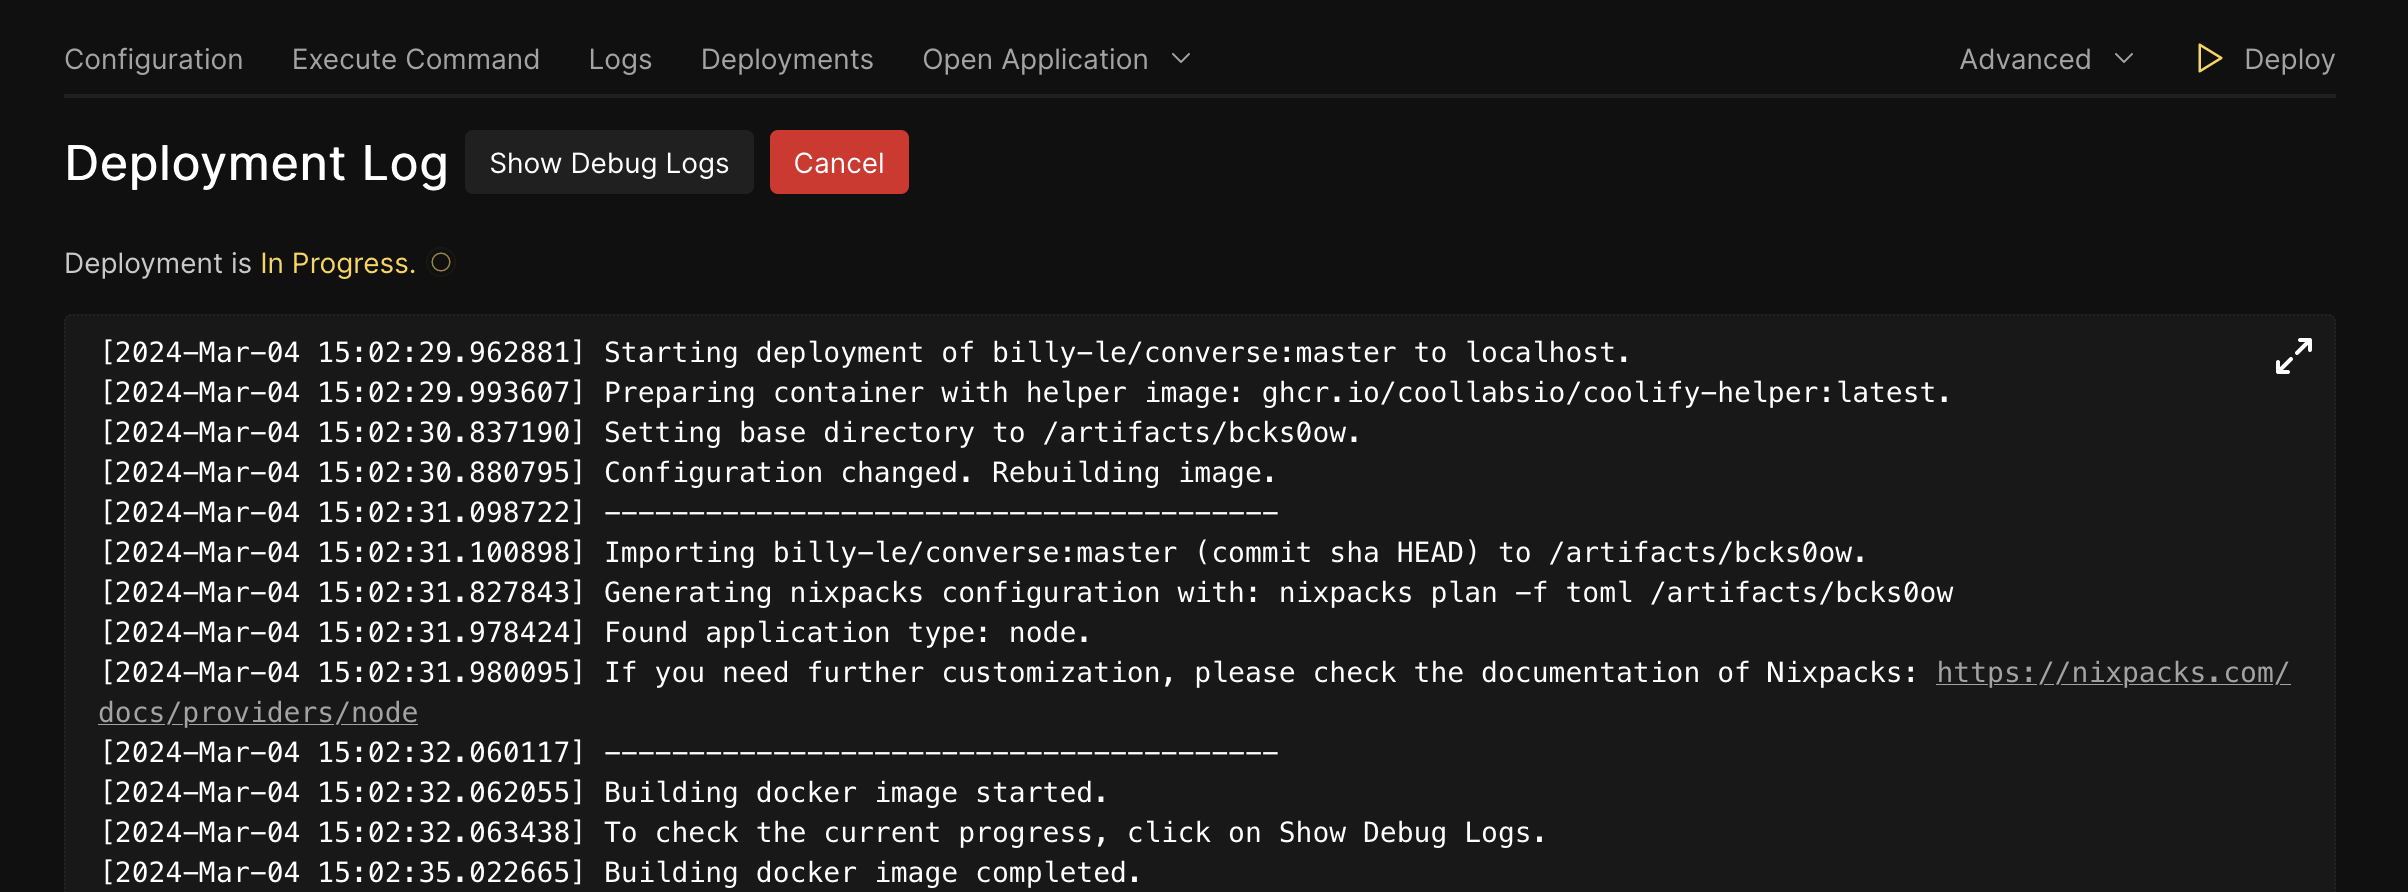 Configuration Execute Command Logs Deployments Open Application Advanced Deploy
Deployment Log Show Debug Logs Cancel
Deployment is In Progress.
[2024-Mar-04 15:02:29.962881] Starting deployment of billy-le/converse:master to localhost.
[2024-Mar-04 15:02:29.993607] Preparing container with helper image: ghcr.io/coollabsio/coolify-helper:latest.
[2024-Mar-04 15:02:30.837190] Setting base directory to /artifacts/bcks0ow.
[2024-Mar-04 15:02:30.880795] Configuration changed. Rebuilding image.
[2024-Mar-04 15:02:31.098722] ----------------------------------------
[2024-Mar-04 15:02:31.100898] Importing billy-le/converse:master (commit sha HEAD) to /artifacts/bcks0ow.
[2024-Mar-04 15:02:31.827843] Generating nixpacks configuration with: nixpacks plan -f toml /artifacts/bcks0ow
[2024-Mar-04 15:02:31.978424] Found application type: node.
[2024-Mar-04 15:02:31.980095] If you need further customization, please check the documentation of Nixpacks: https://nixpacks.com/
docs/providers/node
[2024-Mar-04 15:02:32.060117] ----------------------------------------
[2024-Mar-04 15:02:32.062055] Building docker image started.
[2024-Mar-04 15:02:32.063438] To check the current progress, click on Show Debug Logs.
[2024-Mar-04 15:02:35.022665] Building docker image completed.